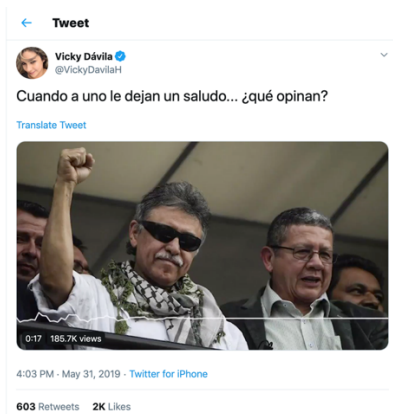 Tweet
Vicky Dávila
@VickyDavilaH
Cuando a uno le dejan un saludo... ¿qué opinan?
Translate Tweet
0:17 185.7K views
4:03 PM · May 31, 2019 · Twitter for iPhone
603 Retweets 2K Likes